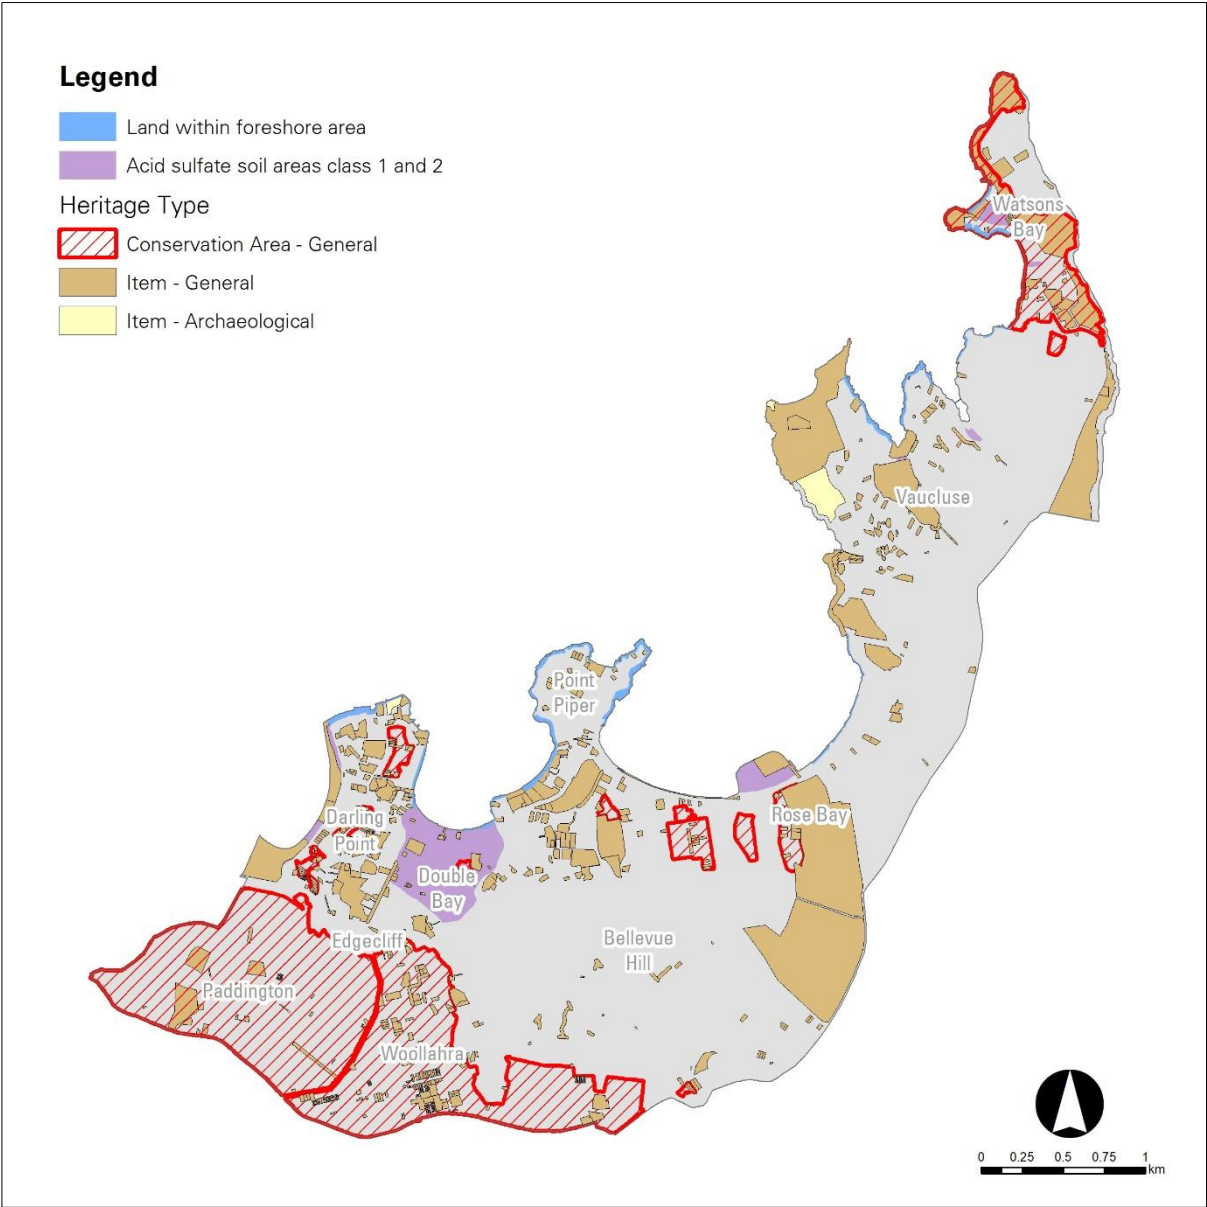 Legend
Land within foreshore area
Acid sulfate soil areas class 1 and 2
Heritage Type
Conservation Area - General
Item - General
Item - Archaeological
Watsons
Bay
Vaucluse
Point
Piper
Darling
Point
Rose Bay
Double
Bay
Edgecliff
Bellevue
Hill
Paddington
Woollahra
0 0.25 0.5 0.75 1
km